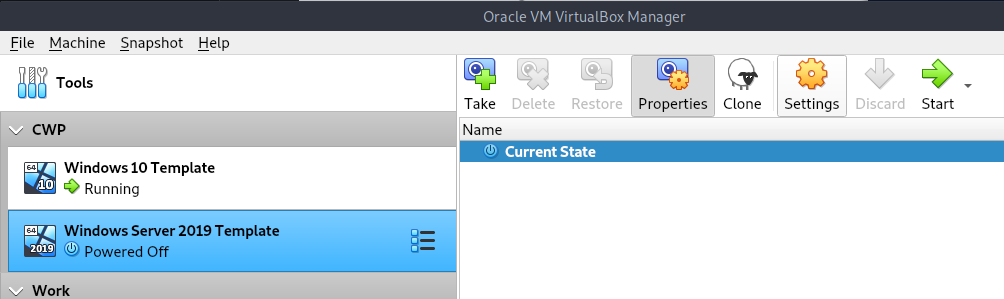 Oracle VM VirtualBox Manager
File Machine Snapshot Help
Tools
Take Delete Restore Properties Clone Settings Discard Start
CWP
Name
Current State
64
10
Windows 10 Template
Running
64
2019
Windows Server 2019 Template
Powered Off
Work